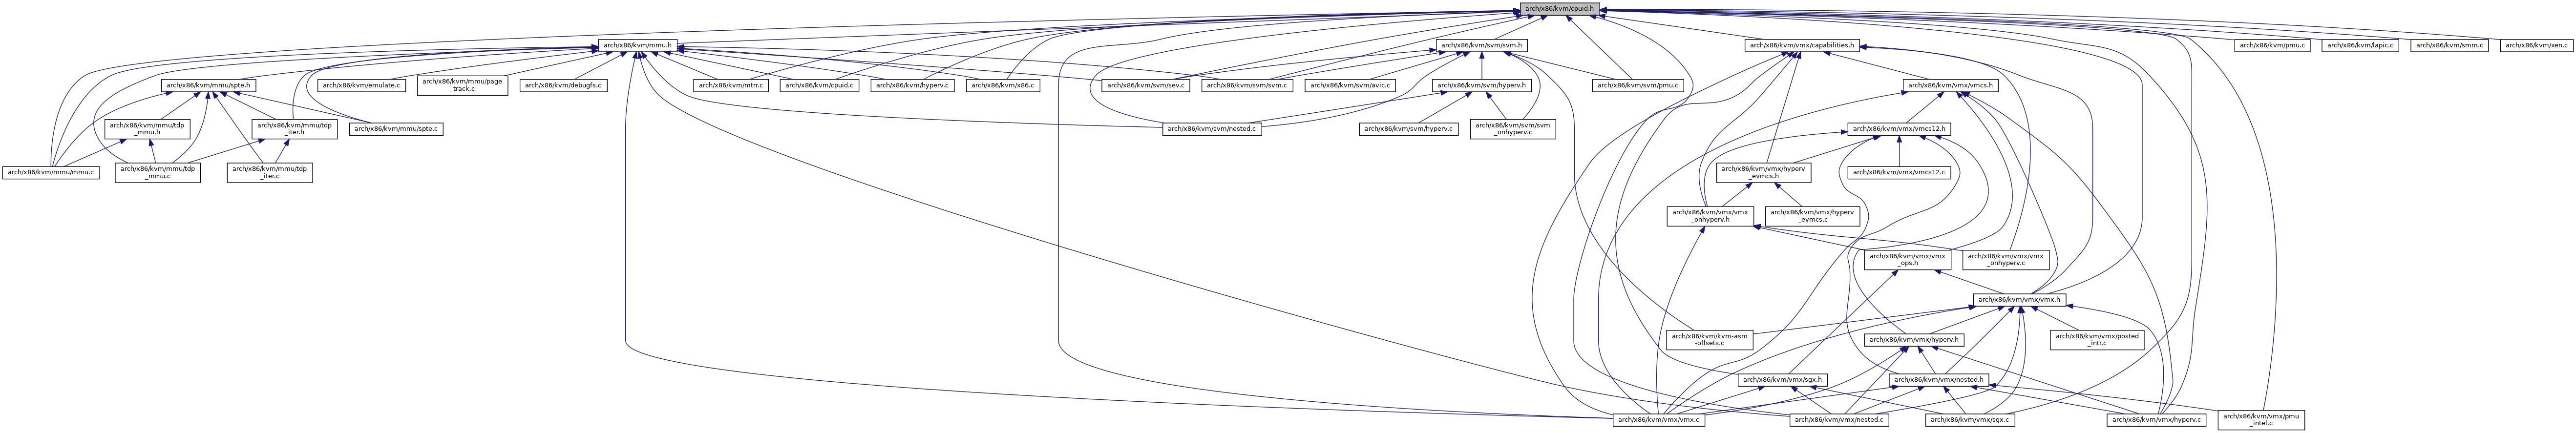 arch/x86/kvm/cpuid.h
arch/x86/kvm/mmu.h
arch/x86/kvm/svm/svm.h
arch/x86/kvm/vmx/capabilities.h
arch/x86/kvm/pmu.c
arch/x86/kvm/lapic.c
arch/x86/kvm/smm.c
arch/x86/kvm/xen.c
arch/x86/kvm/mmu/spte.h
arch/x86/kvm/emulate.c
arch/x86/kvm/mmu/page
_track.c
arch/x86/kvm/debugfs.c
arch/x86/kvm/mtrr.c
arch/x86/kvm/cpuid.c
arch/x86/kvm/hyperv.c
arch/x86/kvm/x86.c
arch/x86/kvm/svm/sev.c
arch/x86/kvm/svm/svm.c
arch/x86/kvm/svm/avic.c
arch/x86/kvm/svm/hyperv.h
arch/x86/kvm/svm/pmu.c
arch/x86/kvm/vmx/vmcs.h
arch/x86/kvm/mmu/tdp
_mmu.h
arch/x86/kvm/mmu/tdp
_iter.h
arch/x86/kvm/mmu/spte.c
arch/x86/kvm/svm/nested.c
arch/x86/kvm/svm/hyperv.c
arch/x86/kvm/svm/svm
_onhyperv.c
arch/x86/kvm/vmx/vmcs12.h
arch/x86/kvm/mmu/mmu.c
arch/x86/kvm/mmu/tdp
_mmu.c
arch/x86/kvm/mmu/tdp
_iter.c
arch/x86/kvm/vmx/hyperv
_evmcs.h
arch/x86/kvm/vmx/vmcs12.c
arch/x86/kvm/vmx/vmx
_onhyperv.h
arch/x86/kvm/vmx/hyperv
_evmcs.c
arch/x86/kvm/vmx/vmx
_ops.h
arch/x86/kvm/vmx/vmx
_onhyperv.c
arch/x86/kvm/vmx/vmx.h
arch/x86/kvm/kvm-asm
-offsets.c
arch/x86/kvm/vmx/hyperv.h
arch/x86/kvm/vmx/posted
_intr.c
arch/x86/kvm/vmx/sgx.h
arch/x86/kvm/vmx/nested.h
arch/x86/kvm/vmx/vmx.c
arch/x86/kvm/vmx/nested.c
arch/x86/kvm/vmx/sgx.c
arch/x86/kvm/vmx/hyperv.c
arch/x86/kvm/vmx/pmu
_intel.c